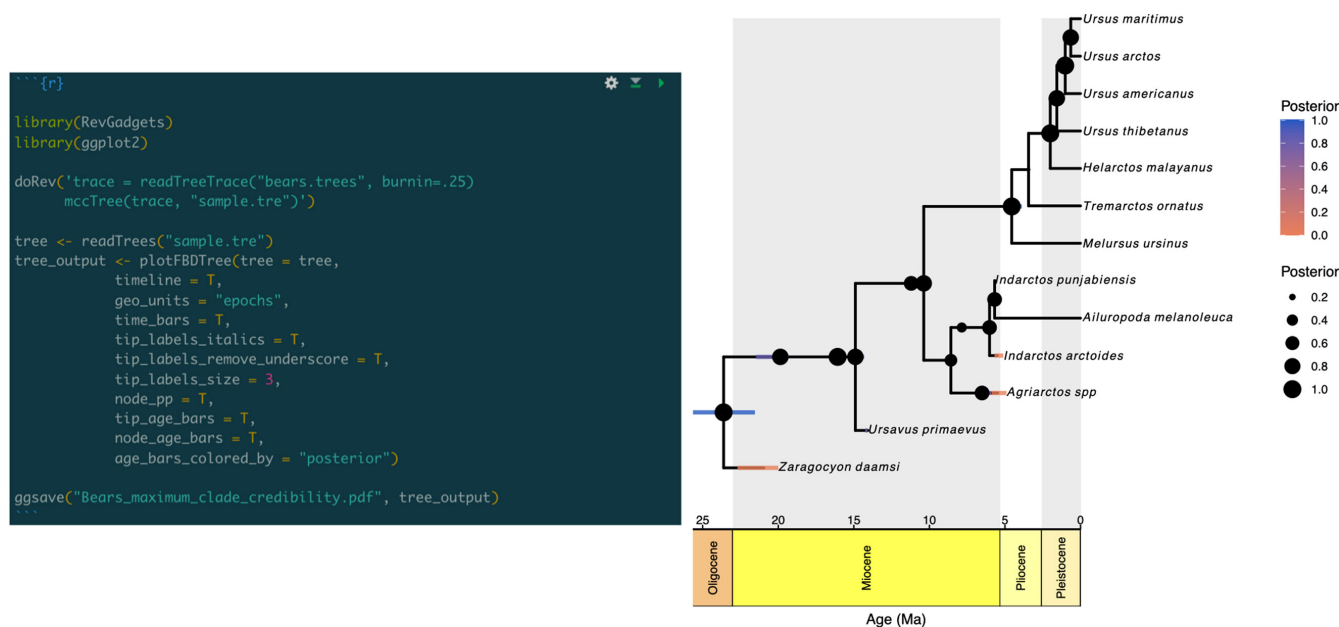 ```{r}
library(RevGadgets)
library(ggplot2)
doRev('trace = readTreeTrace("bears.trees", burnin=.25)
mccTree(trace, "sample.tre")')
tree <- readTrees("sample.tre")
tree_output <- plotFBDTree(tree = tree,
timeline = T,
geo_units = "epochs",
time_bars = T,
tip_labels_italics = T,
tip_labels_remove_underscore = T,
tip_labels_size = 3,
node_pp = T,
tip_age_bars = T,
node_age_bars = T,
age_bars_colored_by = "posterior")
ggsave("Bears_maximum_clade_credibility.pdf", tree_output)
```
Ursus maritimus
Ursus arctos
Ursus americanus
Ursus thibetanus
Helarctos malayanus
Tremarctos ornatus
Melursus ursinus
Indarctos punjabiensis
Ailuropoda melanoleuca
Indarctos arctoides
Agriarctos spp
Ursavus primaevus
Zaragocyon daamsi
25 20 15 10 5 0
Oligocene
Miocene
Pliocene
Pleistocene
Age (Ma)
Posterior
1.0
0.8
0.6
0.4
0.2
0.0
Posterior
0.2
0.4
0.6
0.8
1.0